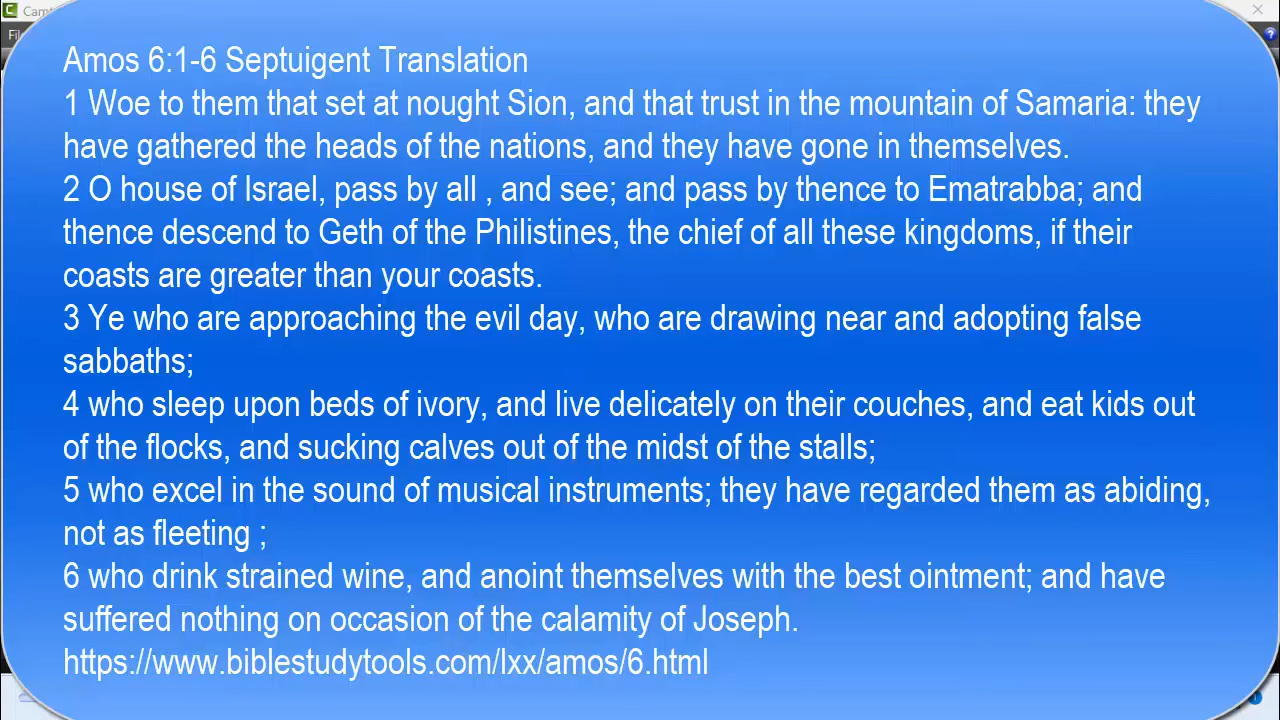 Amos 6:1-6 Septuigent Translation
1 Woe to them that set at nought Sion, and that trust in the mountain of Samaria: they
have gathered the heads of the nations, and they have gone in themselves.
2 O house of Israel, pass by all , and see; and pass by thence to Ematrabba; and
thence descend to Geth of the Philistines, the chief of all these kingdoms, if their
coasts are greater than your coasts.
3 Ye who are approaching the evil day, who are drawing near and adopting false
sabbaths;
4 who sleep upon beds of ivory, and live delicately on their couches, and eat kids out
of the flocks, and sucking calves out of the midst of the stalls;
5 who excel in the sound of musical instruments; they have regarded them as abiding,
not as fleeting ;
6 who drink strained wine, and anoint themselves with the best ointment; and have
suffered nothing on occasion of the calamity of Joseph.
https://www.biblestudytools.com/lxx/amos/6.html